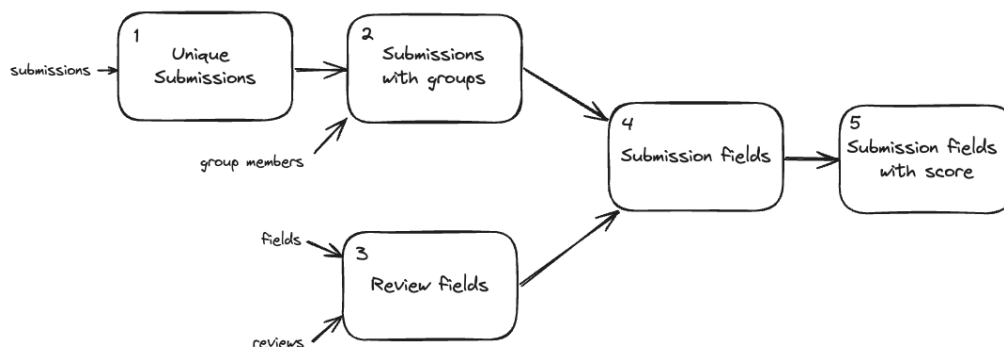 1
Unique
Submissions
submissions
2
Submissions
with groups
group members
fields
3
Review fields
reviews
4
Submission fields
5
Submission fields
with score